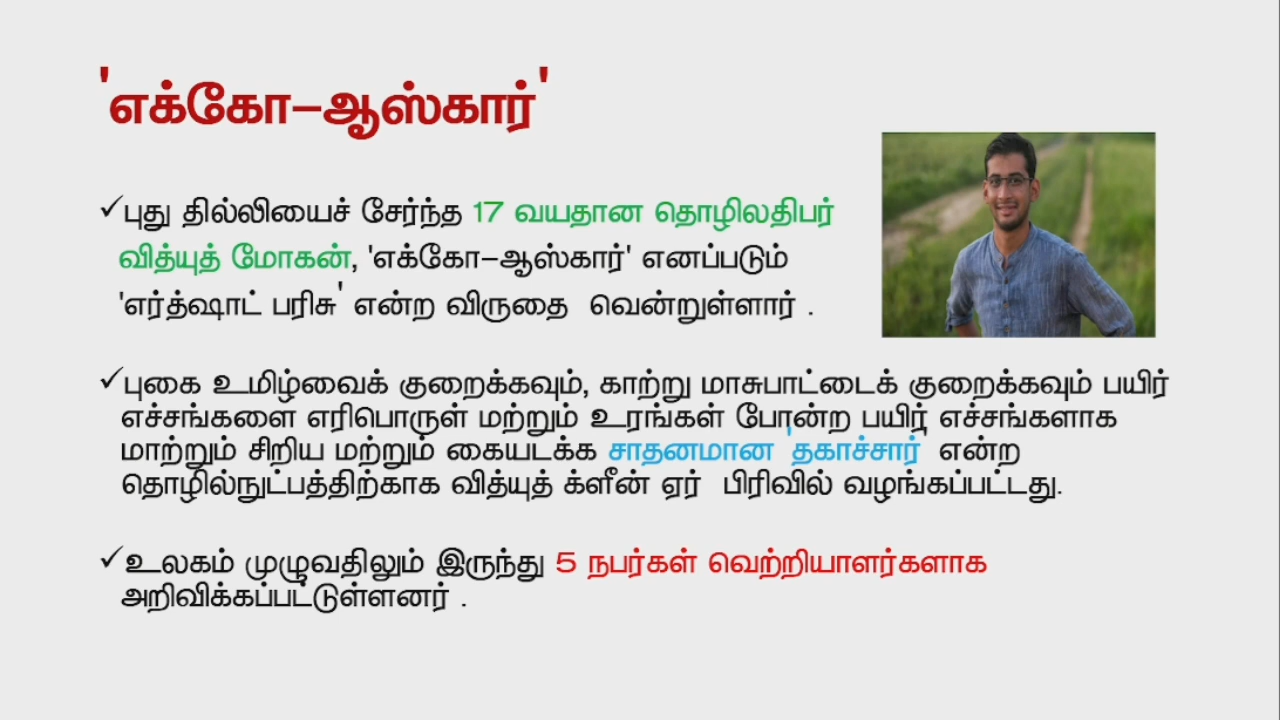 'எக்கோ-ஆஸ்கார்'
✓புது தில்லியைச் சேர்ந்த 17 வயதான தொழிலதிபர்
வித்யுத் மோகன், 'எக்கோ-ஆஸ்கார்' எனப்படும்
'எர்த்ஷாட் பரிசு' என்ற விருதை வென்றுள்ளார் .
✓புகை உமிழ்வைக் குறைக்கவும், காற்று மாசுபாட்டைக் குறைக்கவும் பயிர்
எச்சங்களை எரிபொருள் மற்றும் உரங்கள் போன்ற பயிர் எச்சங்களாக
மாற்றும் சிறிய மற்றும் கையடக்க சாதனமான 'தகாச்சார்' என்ற
தொழில்நுட்பத்திற்காக வித்யுத் க்ளீன் ஏர் பிரிவில் வழங்கப்பட்டது.
✓உலகம் முழுவதிலும் இருந்து 5 நபர்கள் வெற்றியாளர்களாக
அறிவிக்கப்பட்டுள்ளனர் .